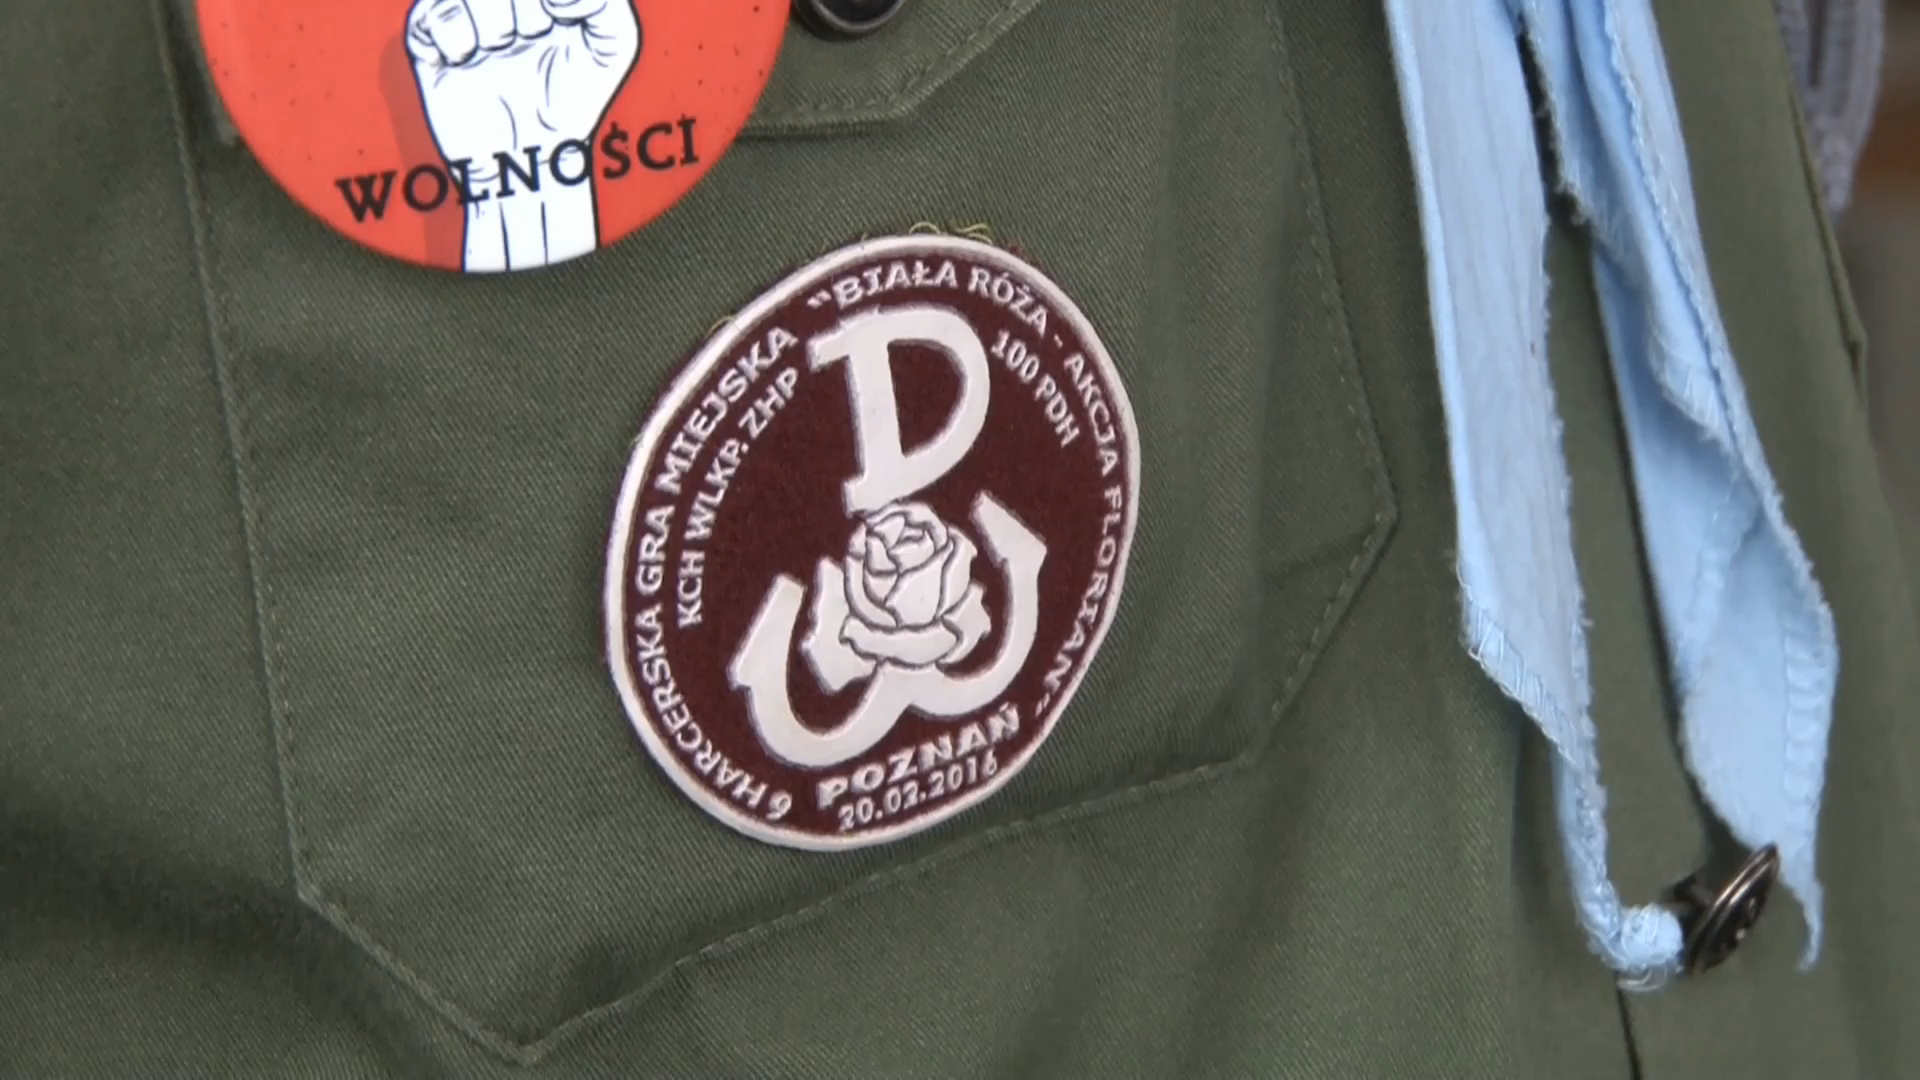 WOLNOŚCI
6 HARCERSKA GRA MIEJSKA "BIAŁA RÓŻA - AKCJA FLORIAN"
KCH WLKP. ZHP
100 PDH
POZNAŃ
20.02.2016